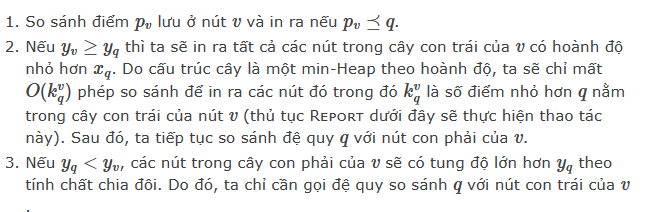 1. So sánh điểm p_v lưu ở nút v và in ra nếu p_v ⪯ q.
2. Nếu y_v ≥ y_q thì ta sẽ in ra tất cả các nút trong cây con trái của v có hoành độ
nhỏ hơn x_q. Do cấu trúc cây là một min-Heap theo hoành độ, ta sẽ chỉ mất
O(k_q^v) phép so sánh để in ra các nút đó trong đó k_q^v là số điểm nhỏ hơn q nằm
trong cây con trái của nút v (thủ tục REPORT dưới đây sẽ thực hiện thao tác
này). Sau đó, ta tiếp tục so sánh đệ quy q với nút con phải của v.
3. Nếu y_q < y_v, các nút trong cây con phải của v sẽ có tung độ lớn hơn y_q theo
tính chất chia đôi. Do đó, ta chỉ cần gọi đệ quy so sánh q với nút con trái của v
.